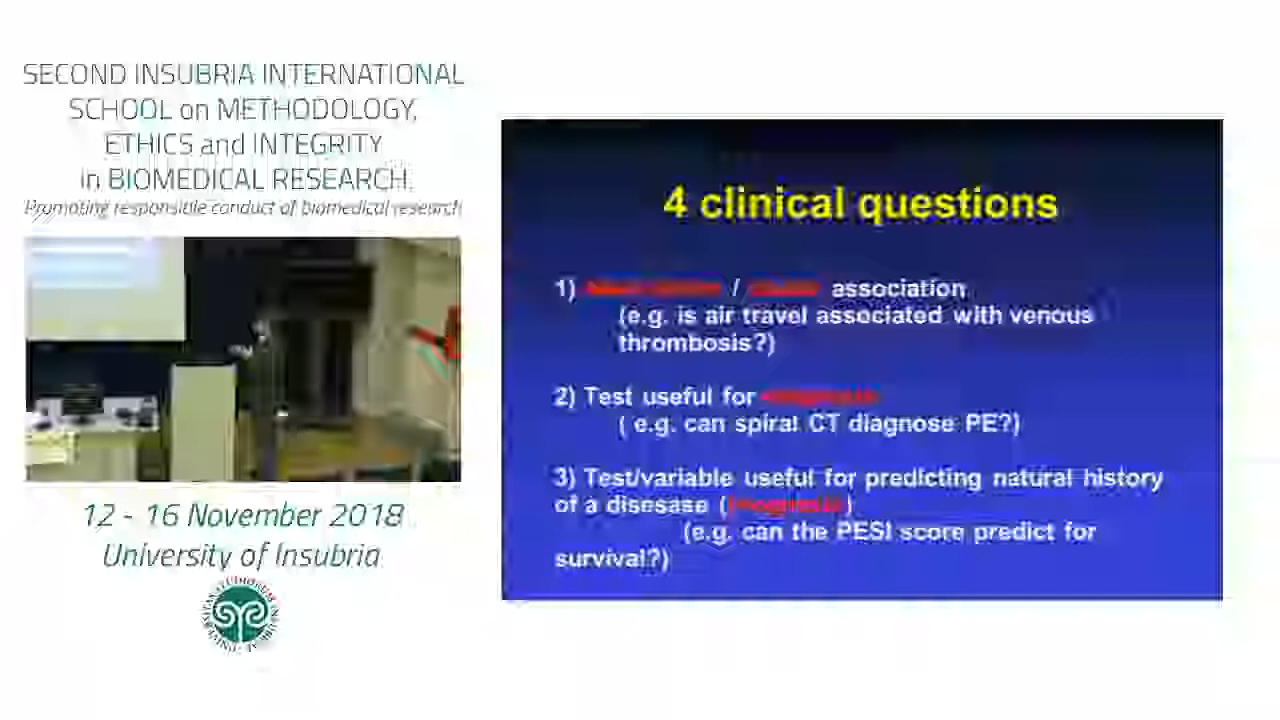 SECOND INSUBRIA INTERNATIONAL
SCHOOL on METHODOLOGY,
ETHICS and INTEGRITY
in BIOMEDICAL RESEARCH
Promoting responsible conduct of biomedical research
12 - 16 November 2018
University of Insubria
4 clinical questions
1) / association
(e.g. is air travel associated with venous
thrombosis?)
2) Test useful for
( e.g. can spiral CT diagnose PE?)
3) Test/variable useful for predicting natural history
of a disesase (Prognosis)
(e.g. can the PESI score predict for
survival?)